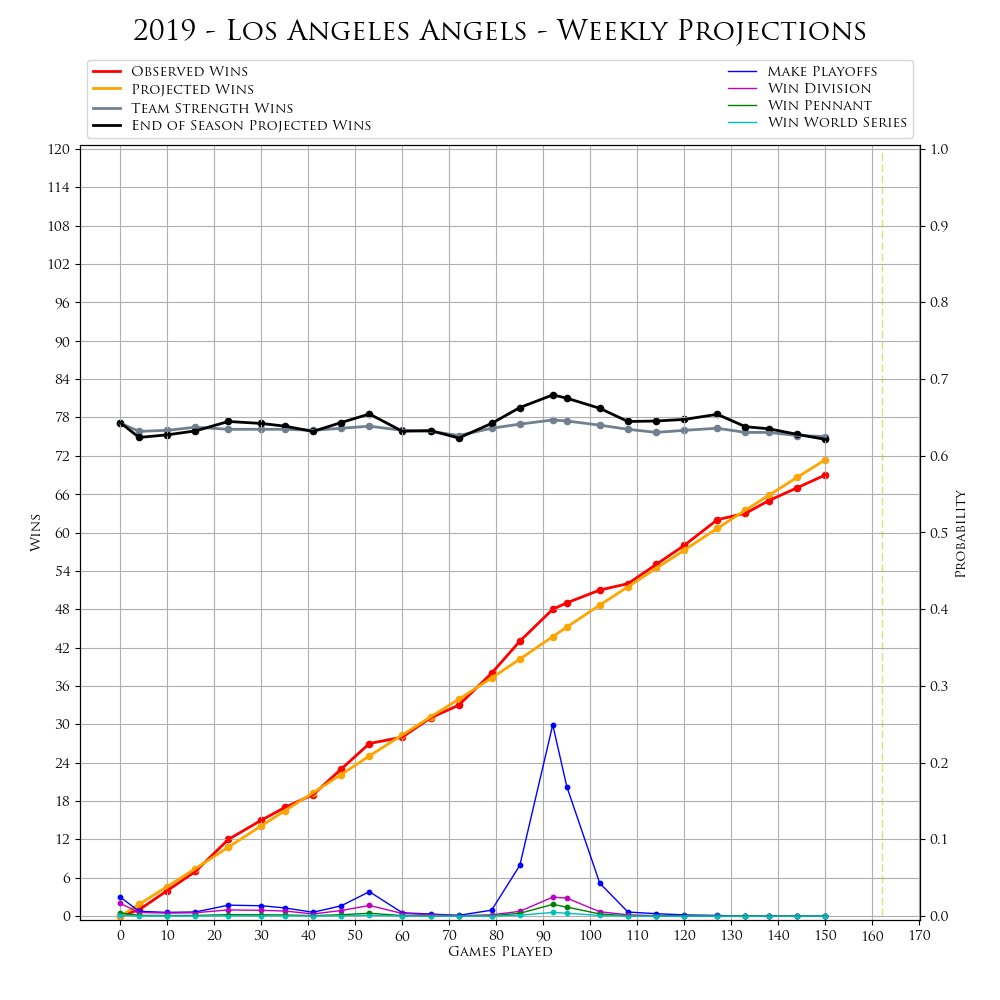 2019 - Los Angeles Angels - Weekly Projections
Observed Wins
Projected Wins
Team Strength Wins
End of Season Projected Wins
Make Playoffs
Win Division
Win Pennant
Win World Series
120
114
108
102
96
90
84
78
72
66
60
54
48
42
36
30
24
18
12
6
0
Wins
1.0
0.9
0.8
0.7
0.6
0.5
0.4
0.3
0.2
0.1
0.0
Probability
0 10 20 30 40 50 60 70 80 90 100 110 120 130 140 150 160 170
Games Played